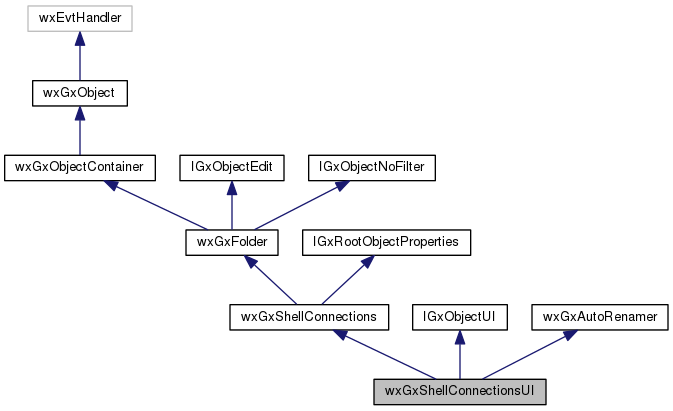 wxEvtHandler
wxGxObject
wxGxObjectContainer
IGxObjectEdit
IGxObjectNoFilter
wxGxFolder
IGxRootObjectProperties
wxGxShellConnections
IGxObjectUI
wxGxAutoRenamer
wxGxShellConnectionsUI